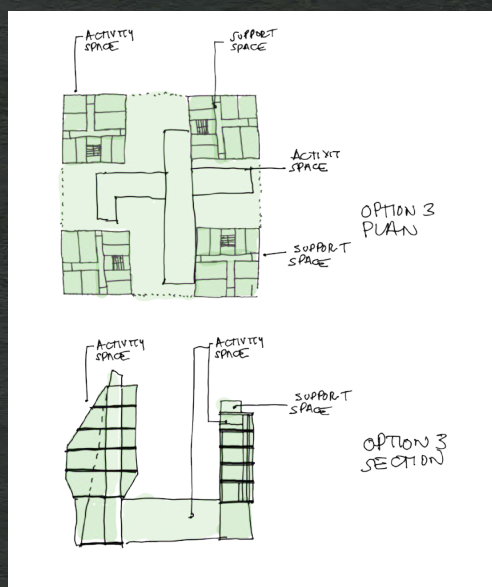 ACTIVITY
SPACE
SUPPORT
SPACE
ACTIVIT
SPACE
OPTION 3
PLAN
SUPPORT
SPACE
ACTIVITY
SPACE
ACTIVITY
SPACE
SUPPORT
SPACE
OPTION 3
SECTION